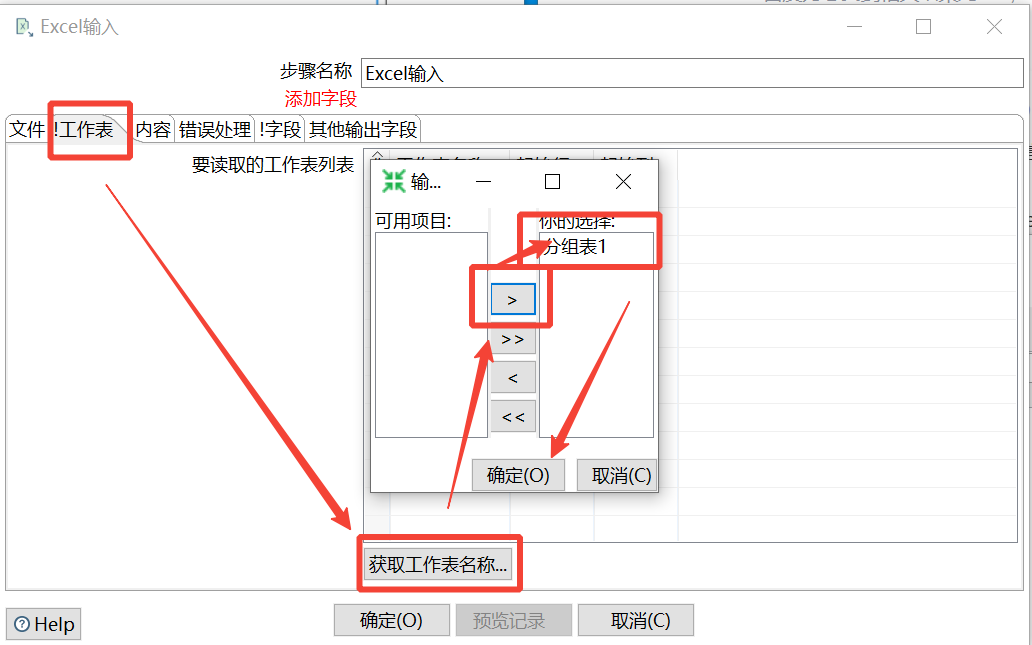 Excel输入
步骤名称 Excel输入
添加字段
文件 !工作表 内容 错误处理 !字段 其他输出字段
要读取的工作表列表
输...
可用项目: 你的选择:
分组表1
>
>>
<
<<
确定(O) 取消(C)
获取工作表名称...
Help 确定(O) 预览记录 取消(C)